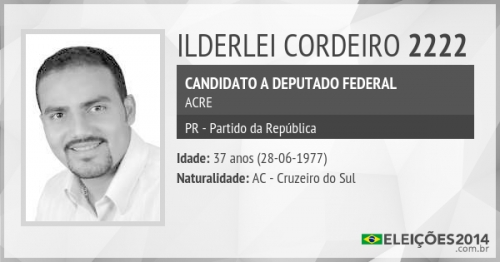 ILDERLEI CORDEIRO 2222
CANDIDATO A DEPUTADO FEDERAL
ACRE
PR - Partido da República
Idade: 37 anos (28-06-1977)
Naturalidade: AC - Cruzeiro do Sul
ELEIÇÕES2014
.com.br